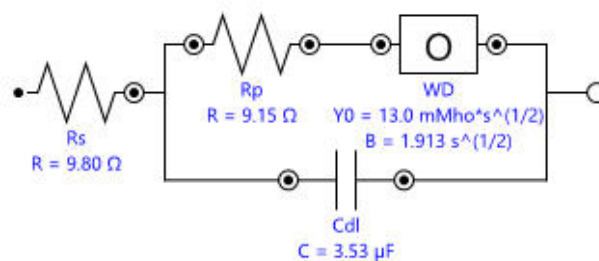 O
Rp
R = 9.15 Ω
WD
Y0 = 13.0 mMho*s^(1/2)
B = 1.913 s^(1/2)
Rs
R = 9.80 Ω
Cdl
C = 3.53 µF